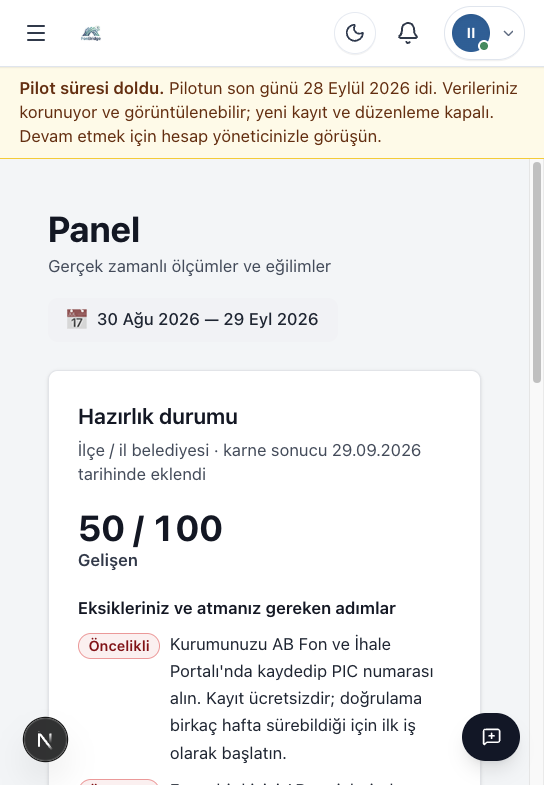 FonBridge
II
Pilot süresi doldu. Pilotun son günü 28 Eylül 2026 idi. Verileriniz
korunuyor ve görüntülenebilir; yeni kayıt ve düzenleme kapalı.
Devam etmek için hesap yöneticinizle görüşün.
Panel
Gerçek zamanlı ölçümler ve eğilimler
17 30 Ağu 2026 — 29 Eyl 2026
Hazırlık durumu
İlçe / il belediyesi · karne sonucu 29.09.2026
tarihinde eklendi
50 / 100
Gelişen
Eksikleriniz ve atmanız gereken adımlar
Öncelikli Kurumunuzu AB Fon ve İhale
Portalı'nda kaydedip PIC numarası
alın. Kayıt ücretsizdir; doğrulama
birkaç hafta sürebildiği için ilk iş
olarak başlatın.
N